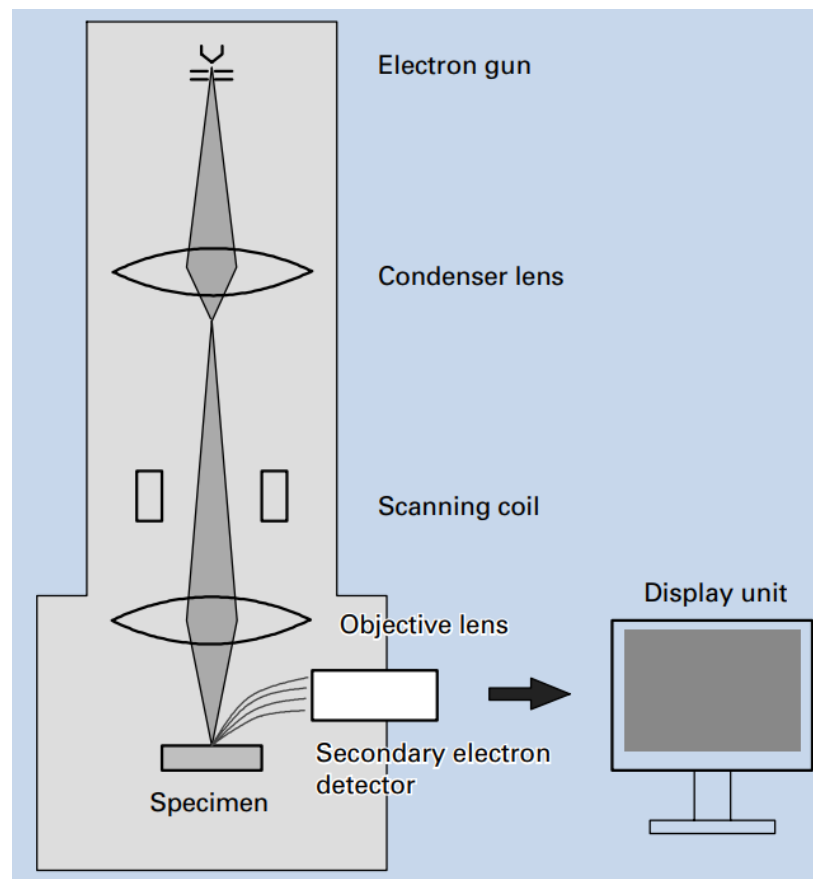 Electron gun
Condenser lens
Scanning coil
Display unit
Objective lens
Secondary electron
detector
Specimen